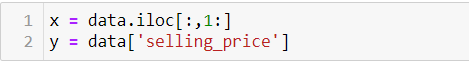 1 x = data.iloc[:,1:]
2 y = data['selling_price']